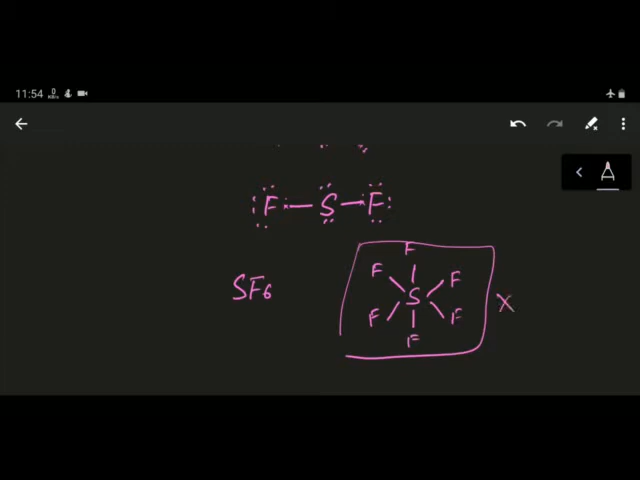 11:54
F — S — F
SF6
F
F F
S
F F
F
X